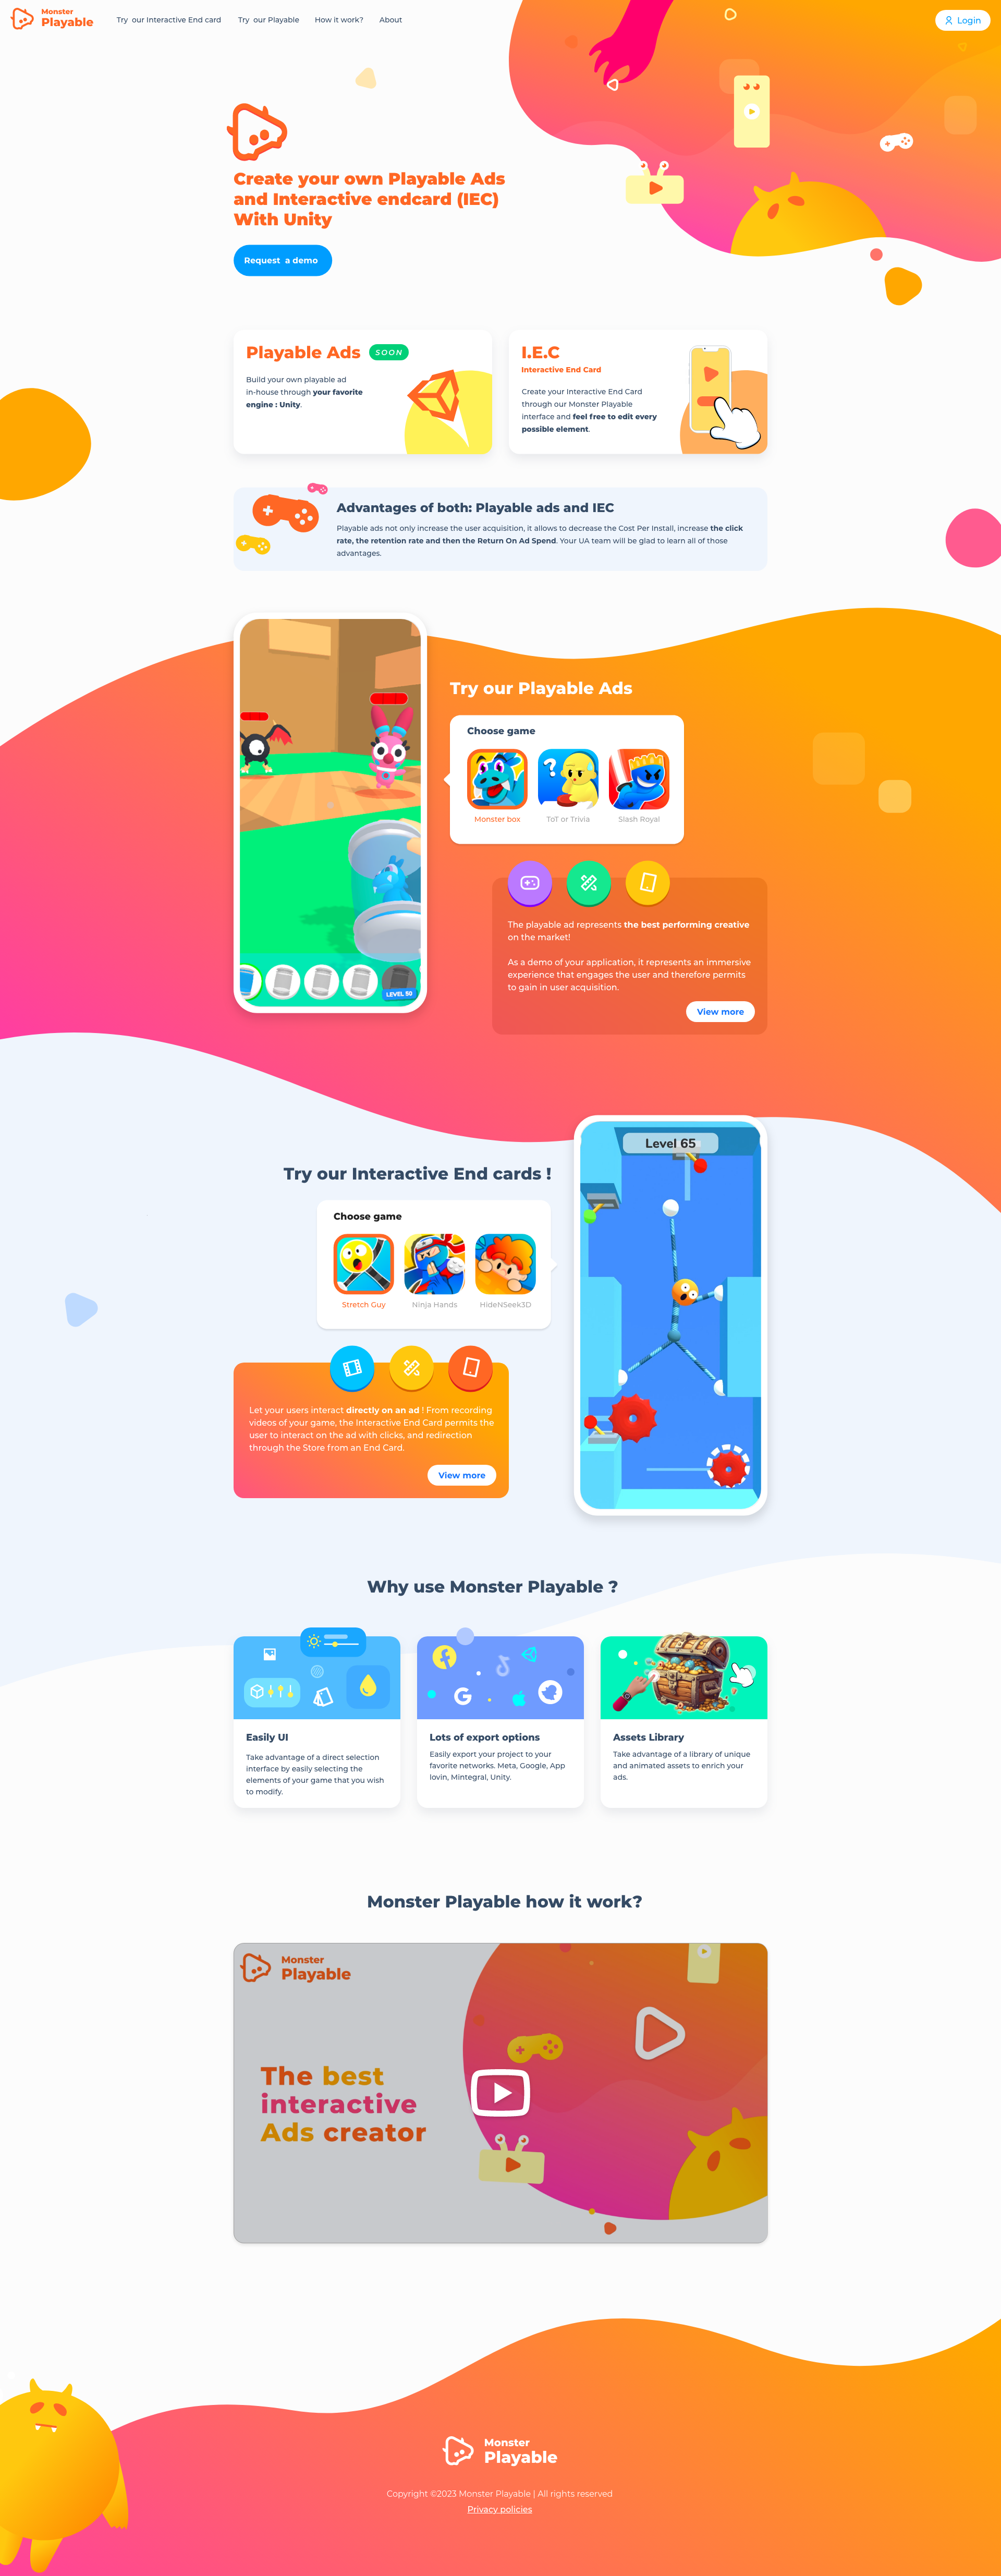 Monster
Playable
Try our Interactive End card
Try our Playable
How it work?
About
Login
Create your own Playable Ads
and Interactive endcard (IEC)
With Unity
Request a demo
Playable Ads
SOON
Build your own playable ad
in-house through your favorite
engine : Unity.
I.E.C
Interactive End Card
Create your Interactive End Card
through our Monster Playable
interface and feel free to edit every
possible element.
Advantages of both: Playable ads and IEC
Playable ads not only increase the user acquisition, it allows to decrease the Cost Per Install, increase the click
rate, the retention rate and then the Return On Ad Spend. Your UA team will be glad to learn all of those
advantages.
Try our Playable Ads
Choose game
?
Monster box
ToT or Trivia
Slash Royal
LEVEL 50
The playable ad represents the best performing creative
on the market!
As a demo of your application, it represents an immersive
experience that engages the user and therefore permits
to gain in user acquisition.
View more
Level 65
Try our Interactive End cards !
Choose game
Stretch Guy
Ninja Hands
HideNSeek3D
Let your users interact directly on an ad ! From recording
videos of your game, the Interactive End Card permits the
user to interact on the ad with clicks, and redirection
through the Store from an End Card.
View more
Why use Monster Playable ?
Easily UI
Take advantage of a direct selection
interface by easily selecting the
elements of your game that you wish
to modify.
Lots of export options
Easily export your project to your
favorite networks. Meta, Google, App
lovin, Mintegral, Unity.
Assets Library
Take advantage of a library of unique
and animated assets to enrich your
ads.
Monster Playable how it work?
Monster
Playable
The best
interactive
Ads creator
Monster
Playable
Copyright ©2023 Monster Playable | All rights reserved
Privacy policies